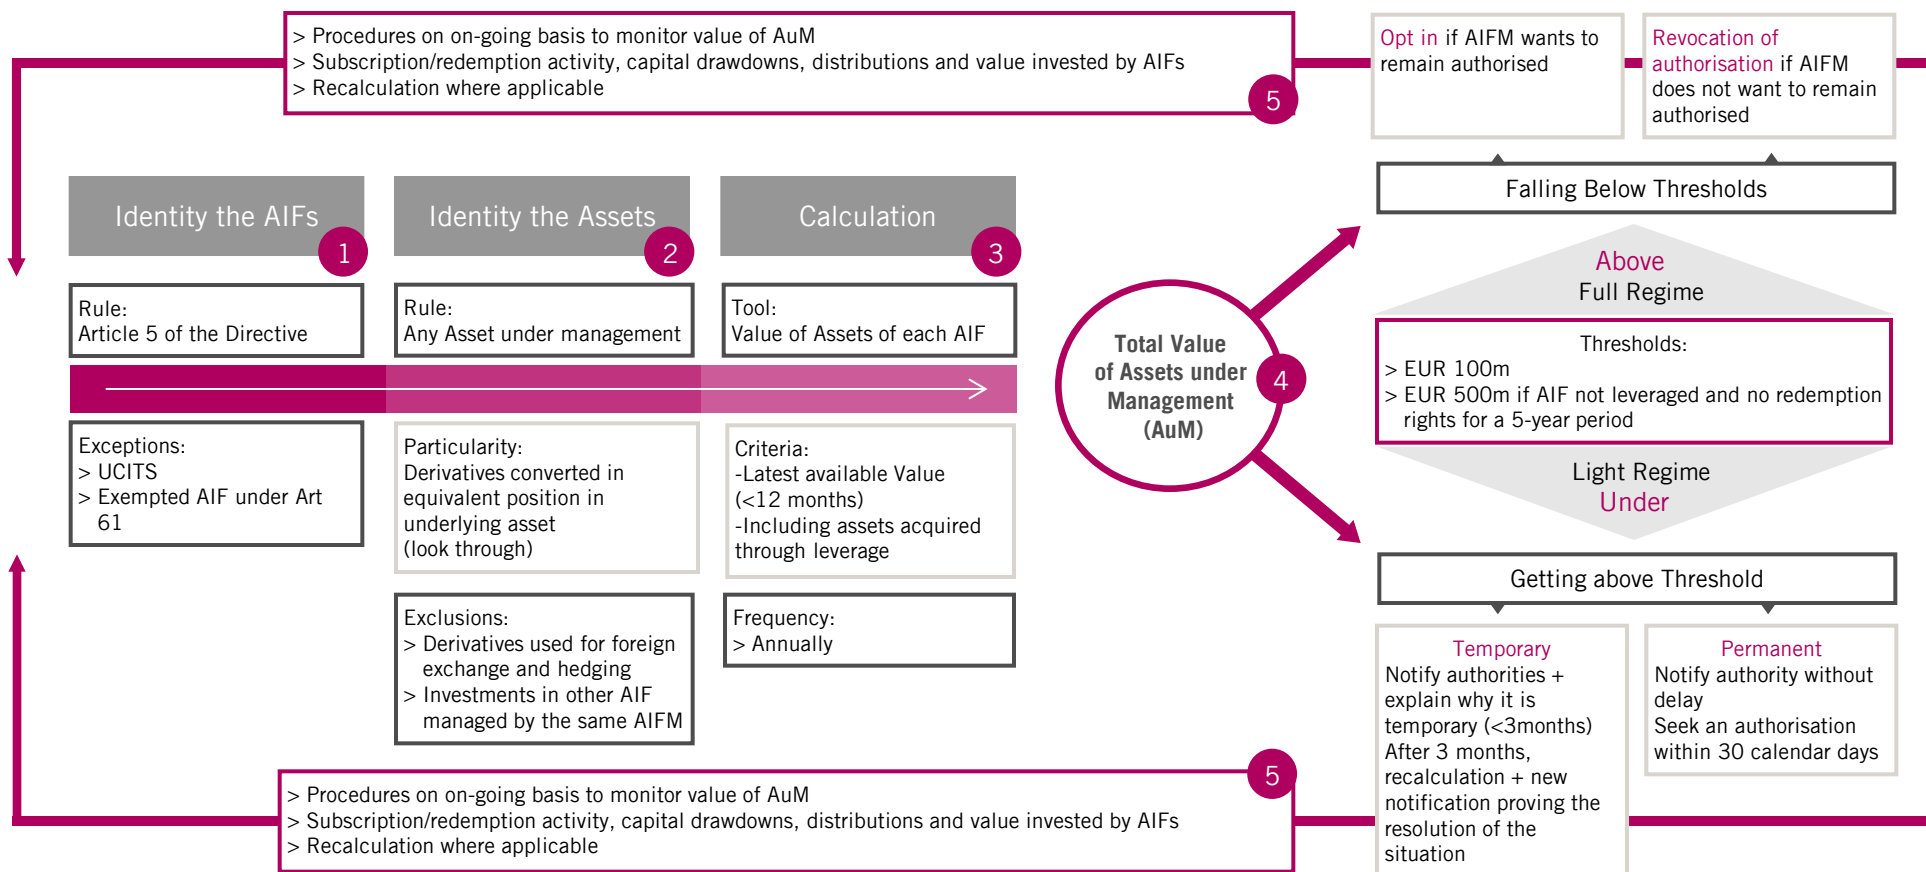 > Procedures on on-going basis to monitor value of AuM
> Subscription/redemption activity, capital drawdowns, distributions and value invested by AIFs
> Recalculation where applicable
5
Opt in if AIFM wants to
remain authorised
Revocation of
authorisation if AIFM
does not want to remain
authorised
Falling Below Thresholds
Identity the AIFs
1
Identity the Assets
2
Calculation
3
Rule:
Article 5 of the Directive
Rule:
Any Asset under management
Tool:
Value of Assets of each AIF
Exceptions:
> UCITS
> Exempted AIF under Art
61
Particularity:
Derivatives converted in
equivalent position in
underlying asset
(look through)
Criteria:
-Latest available Value
(<12 months)
-Including assets acquired
through leverage
Exclusions:
> Derivatives used for foreign
exchange and hedging
> Investments in other AIF
managed by the same AIFM
Frequency:
> Annually
Total Value
of Assets under
Management
(AuM)
4
Above
Full Regime
Thresholds:
> EUR 100m
> EUR 500m if AIF not leveraged and no redemption
rights for a 5-year period
Light Regime
Under
Getting above Threshold
Temporary
Notify authorities +
explain why it is
temporary (<3months)
After 3 months,
recalculation + new
notification proving the
resolution of the
situation
Permanent
Notify authority without
delay
Seek an authorisation
within 30 calendar days
5
> Procedures on on-going basis to monitor value of AuM
> Subscription/redemption activity, capital drawdowns, distributions and value invested by AIFs
> Recalculation where applicable